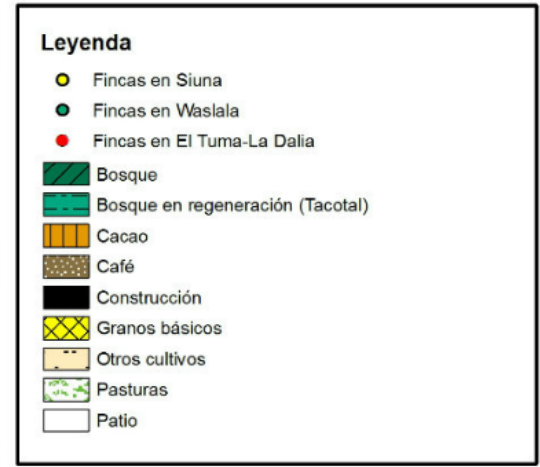 Leyenda
Fincas en Siuna
Fincas en Waslala
Fincas en El Tuma-La Dalia
Bosque
Bosque en regeneración (Tacotal)
Cacao
Café
Construcción
Granos básicos
Otros cultivos
Pasturas
Patio